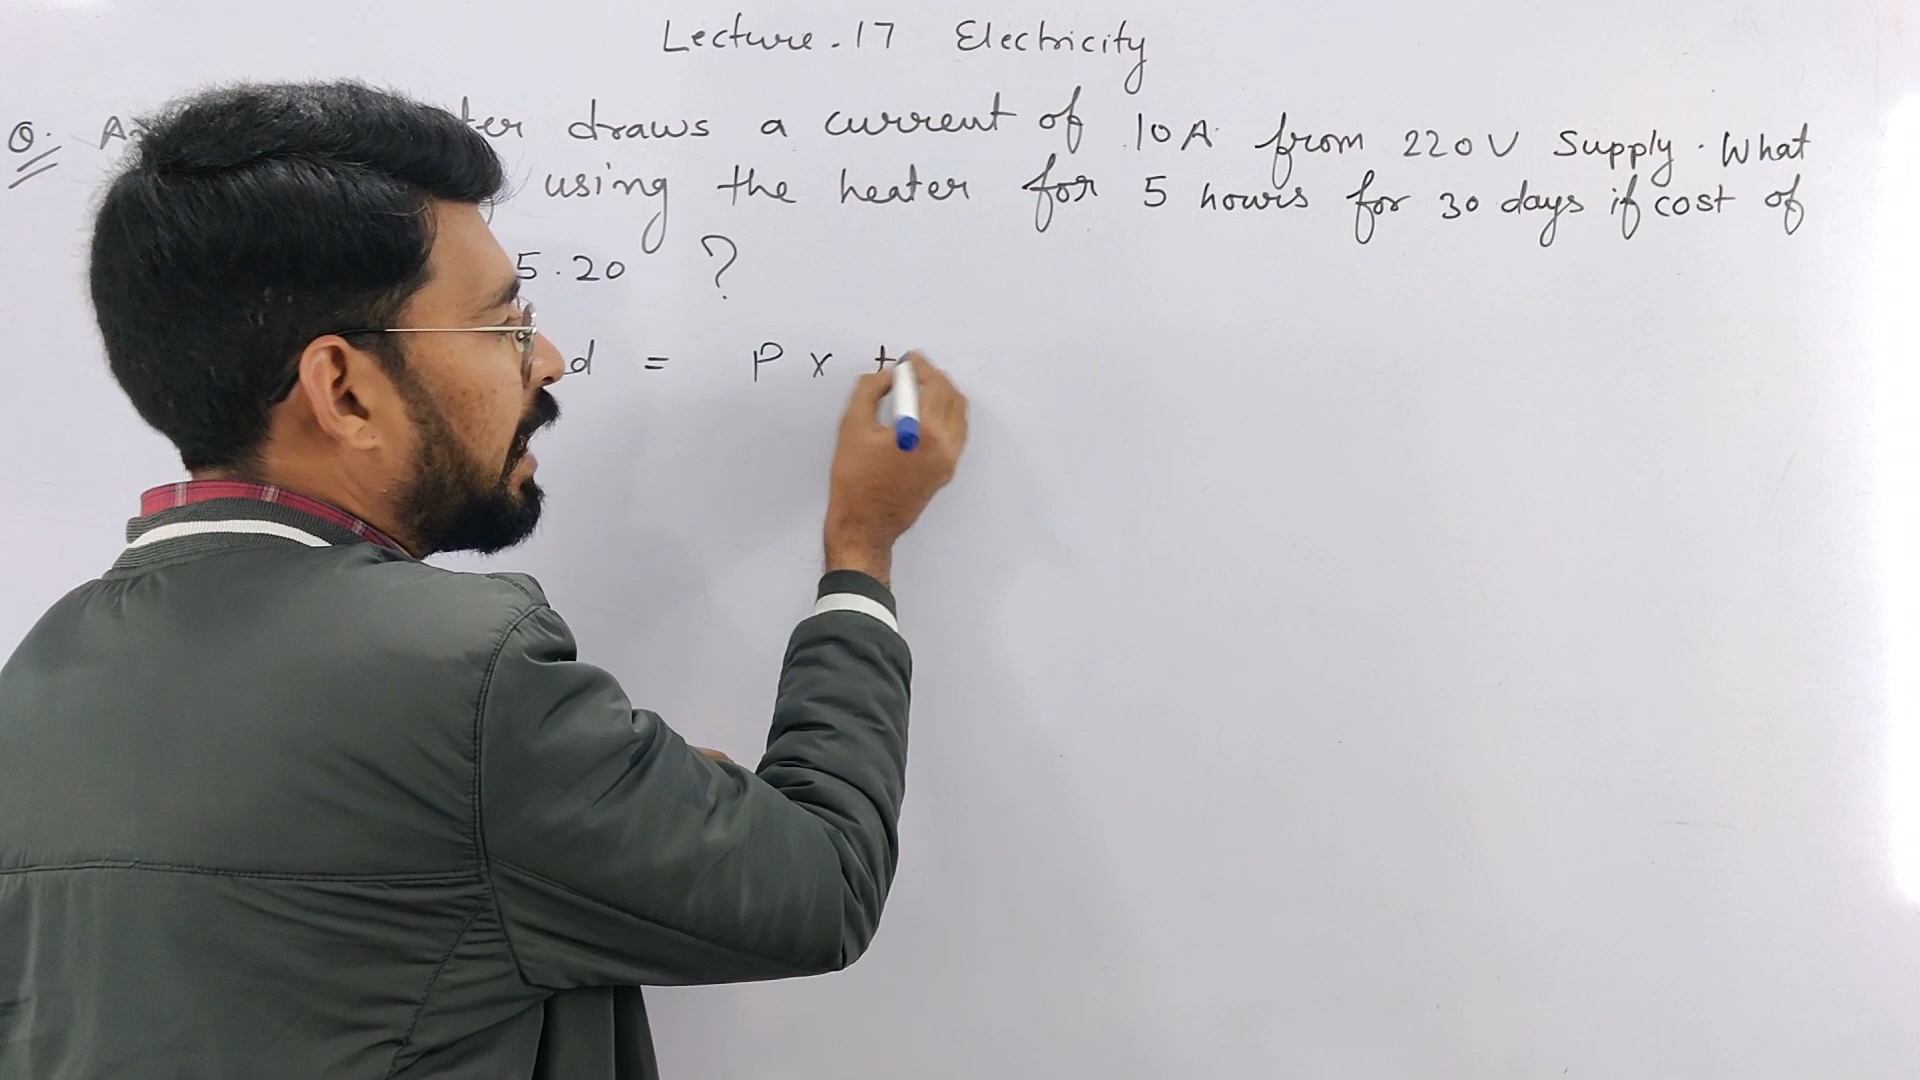 Lecture.17 Electricity
Q. draws a current of 10A from 220V Supply. What
using the heater for 5 hours for 30 days if cost of
5.20 ?
= P x t